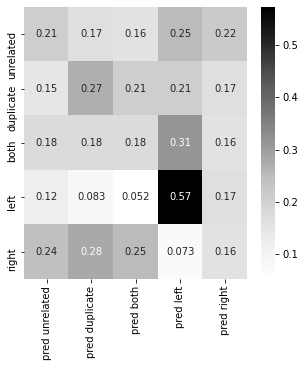 unrelated 0.21 0.17 0.16 0.25 0.22
duplicate 0.15 0.27 0.21 0.21 0.17
both 0.18 0.18 0.18 0.31 0.16
left 0.12 0.083 0.052 0.57 0.17
right 0.24 0.28 0.25 0.073 0.16
pred unrelated
pred duplicate
pred both
pred left
pred right
0.5
0.4
0.3
0.2
0.1